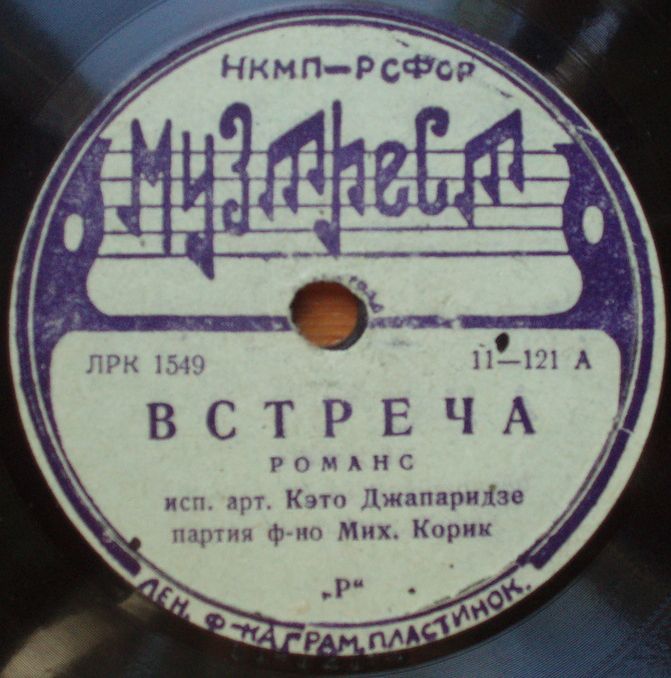 НКМП-РСФСР
Музтрест
ЛРК 1549
11-121 А
ВСТРЕЧА
РОМАНС
исп. арт. Кэто Джапаридзе
партия ф-но Мих. Корик
„Р“
ЛЕН. Ф-КА ГРАМ. ПЛАСТИНОК.